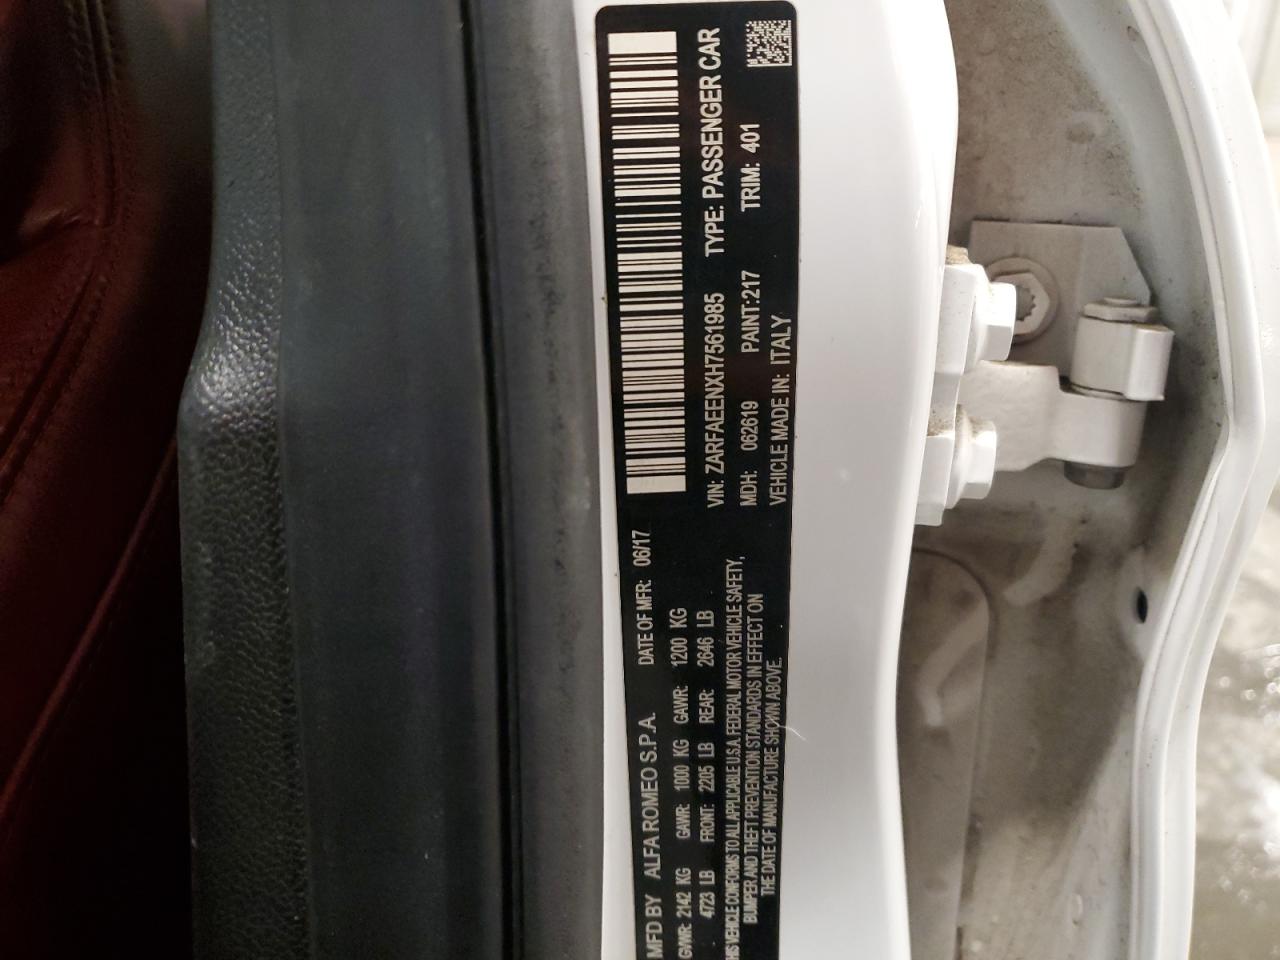 MFD BY ALFA ROMEO S.P.A. DATE OF MFR: 06/17
GVWR: 2142 KG GAWR: 1000 KG GAWR: 1200 KG
4723 LB FRONT: 2205 LB REAR: 2646 LB
THIS VEHICLE CONFORMS TO ALL APPLICABLE U.S.A. FEDERAL MOTOR VEHICLE SAFETY,
BUMPER AND THEFT PREVENTION STANDARDS IN EFFECT ON
THE DATE OF MANUFACTURE SHOWN ABOVE.
VIN: ZARFAEENXH7561985 TYPE: PASSENGER CAR
MDH: 062619 PAINT:217 TRIM: 401
VEHICLE MADE IN: ITALY